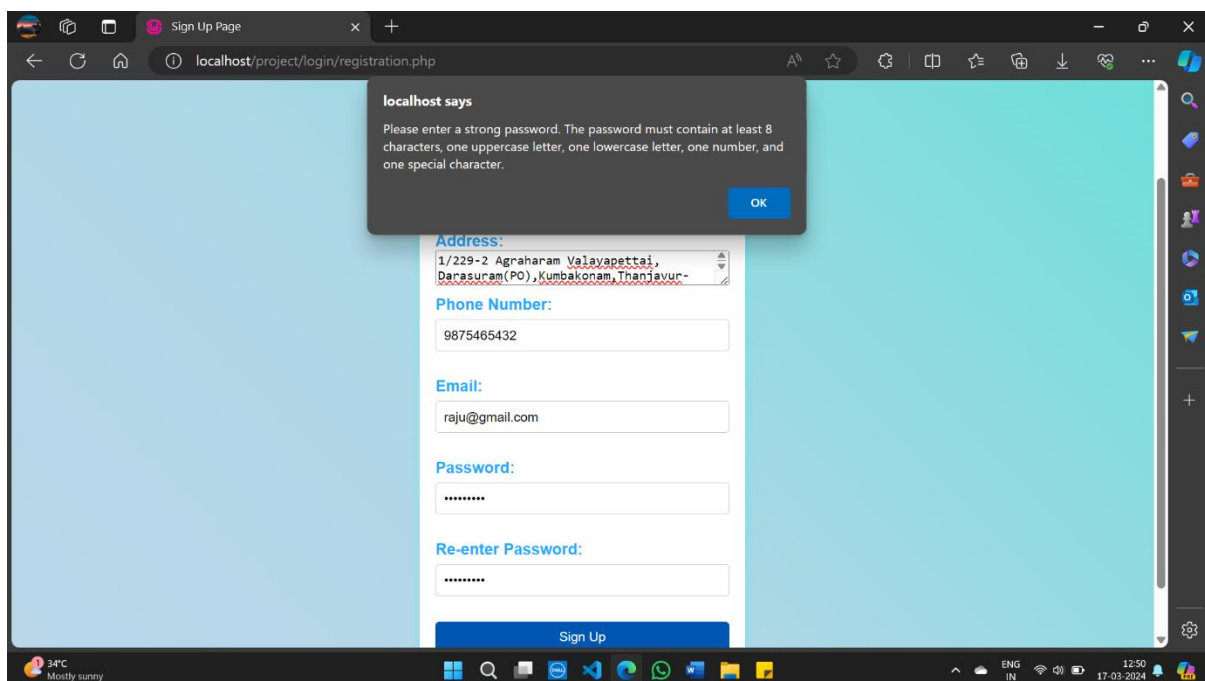 Sign Up Page
localhost/project/login/registration.php
localhost says
Please enter a strong password. The password must contain at least 8
characters, one uppercase letter, one lowercase letter, one number, and
one special character.
OK
Address:
1/229-2 Agraharam Valayapettai,
Darasuram(PO),Kumbakonam,Thanjavur-
Phone Number:
9875465432
Email:
raju@gmail.com
Password:
•••••••••
Re-enter Password:
•••••••••
Sign Up
1
34°C
Mostly sunny
DELL
ENG
IN
12:50
17-03-2024